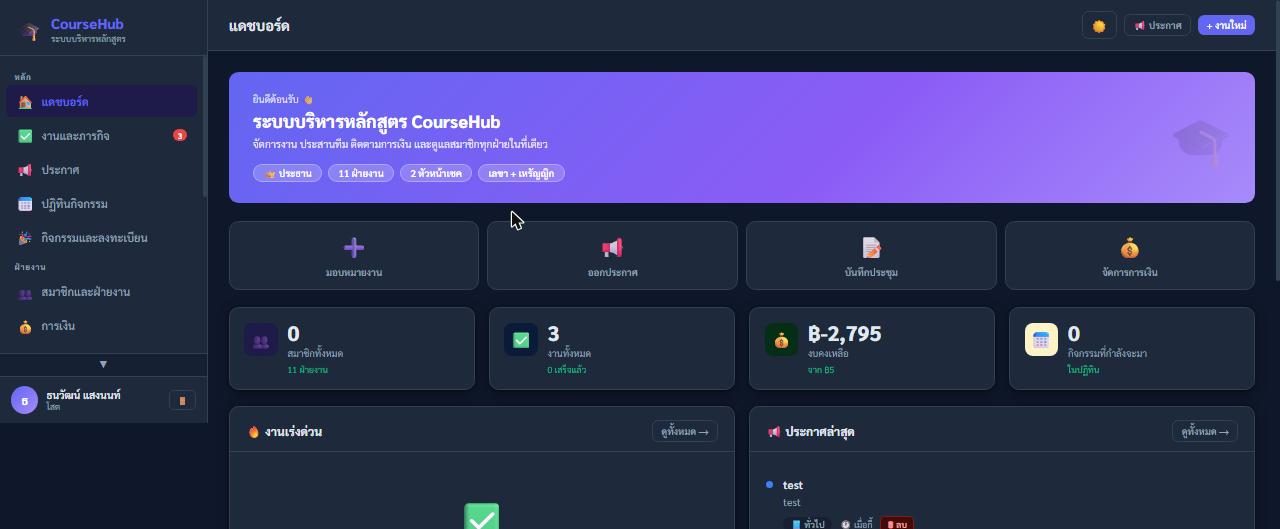 CourseHub
ระบบบริหารหลักสูตร
แดชบอร์ด
ประกาศ
+ งานใหม่
หลัก
แดชบอร์ด
งานและภารกิจ 3
ประกาศ
ปฏิทินกิจกรรม
กิจกรรมและลงทะเบียน
ฝ่ายงาน
สมาชิกและฝ่ายงาน
การเงิน
▼
ธ
ธนวัฒน์ แสงนนท์
โสต
ยินดีต้อนรับ 👋
ระบบบริหารหลักสูตร CourseHub
จัดการงาน ประสานทีม ติดตามการเงิน และดูแลสมาชิกทุกฝ่ายในที่เดียว
ประธาน
11 ฝ่ายงาน
2 หัวหน้าเซค
เลขา + เหรัญญิก
มอบหมายงาน
ออกประกาศ
บันทึกประชุม
จัดการการเงิน
0
สมาชิกทั้งหมด
11 ฝ่ายงาน
3
งานทั้งหมด
0 เสร็จแล้ว
฿-2,795
งบคงเหลือ
จาก ฿5
0
กิจกรรมที่กำลังจะมา
ในปฏิทิน
งานเร่งด่วน
ดูทั้งหมด →
ประกาศล่าสุด
ดูทั้งหมด →
test
test
ทั่วไป
เมื่อกี้
ลบ